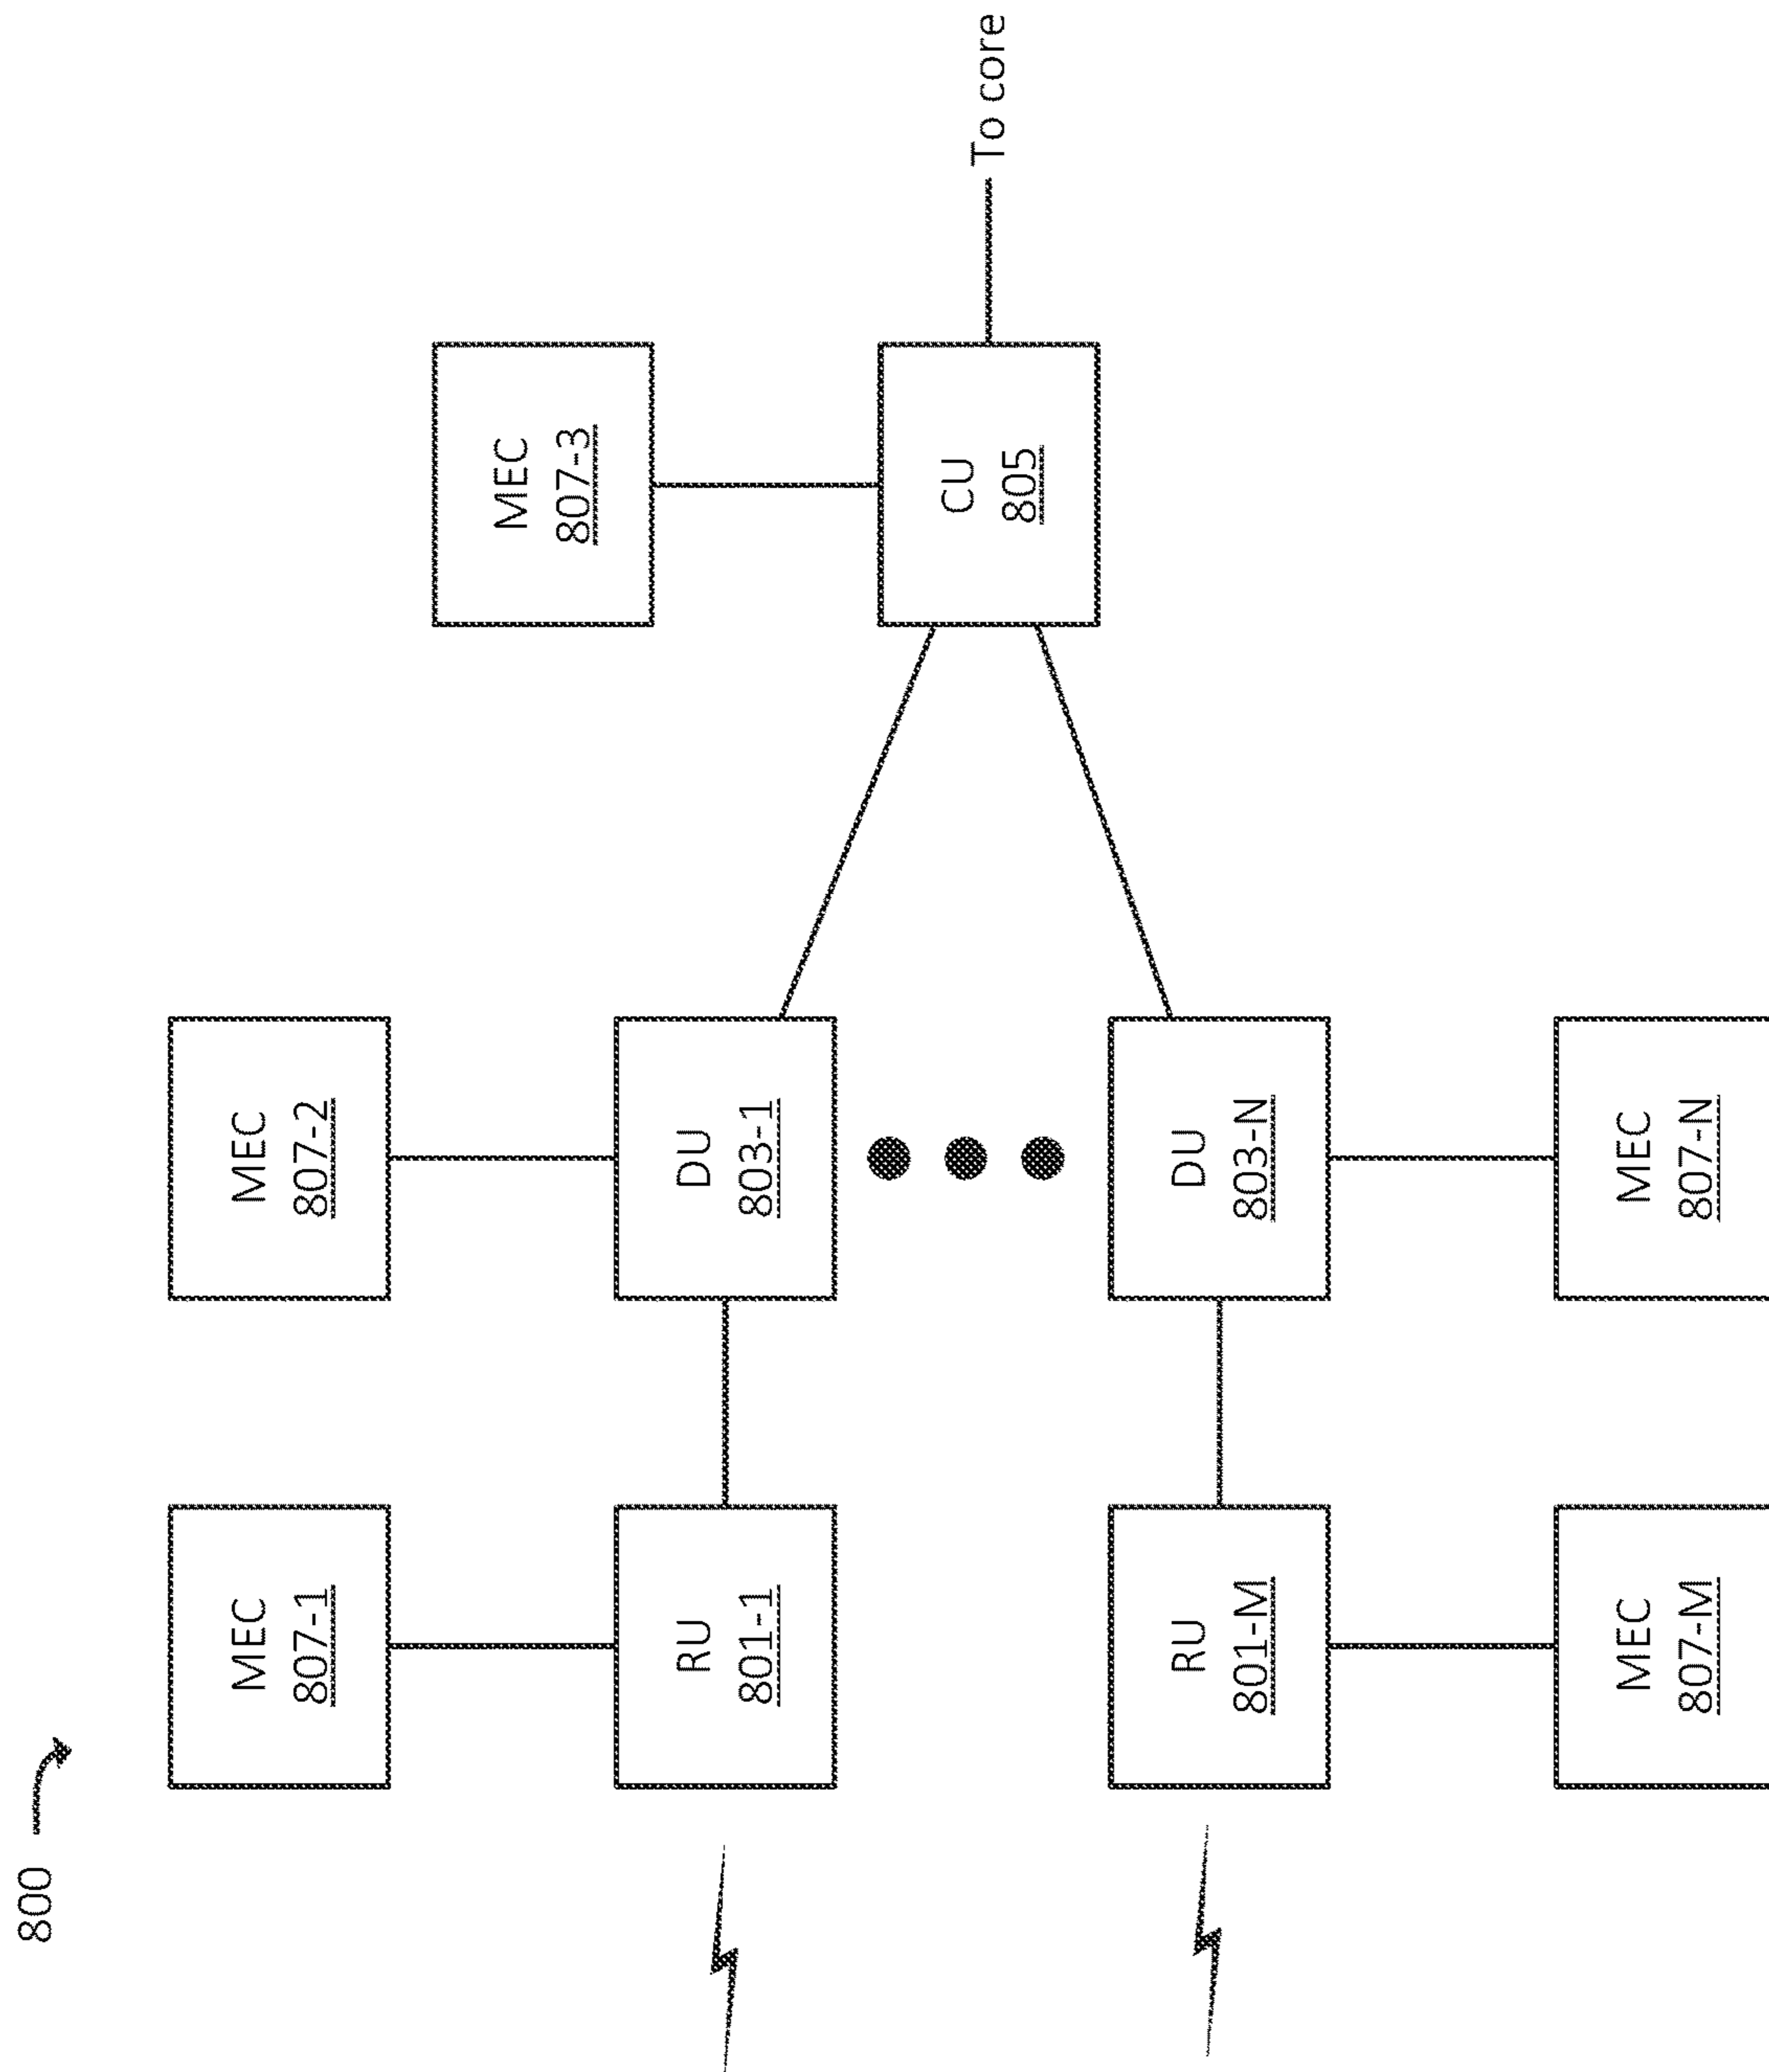 800
MEC
807-1
MEC
807-2
MEC
807-3
RU
801-1
DU
803-1
CU
805
To core
RU
801-M
DU
803-N
MEC
807-M
MEC
807-N